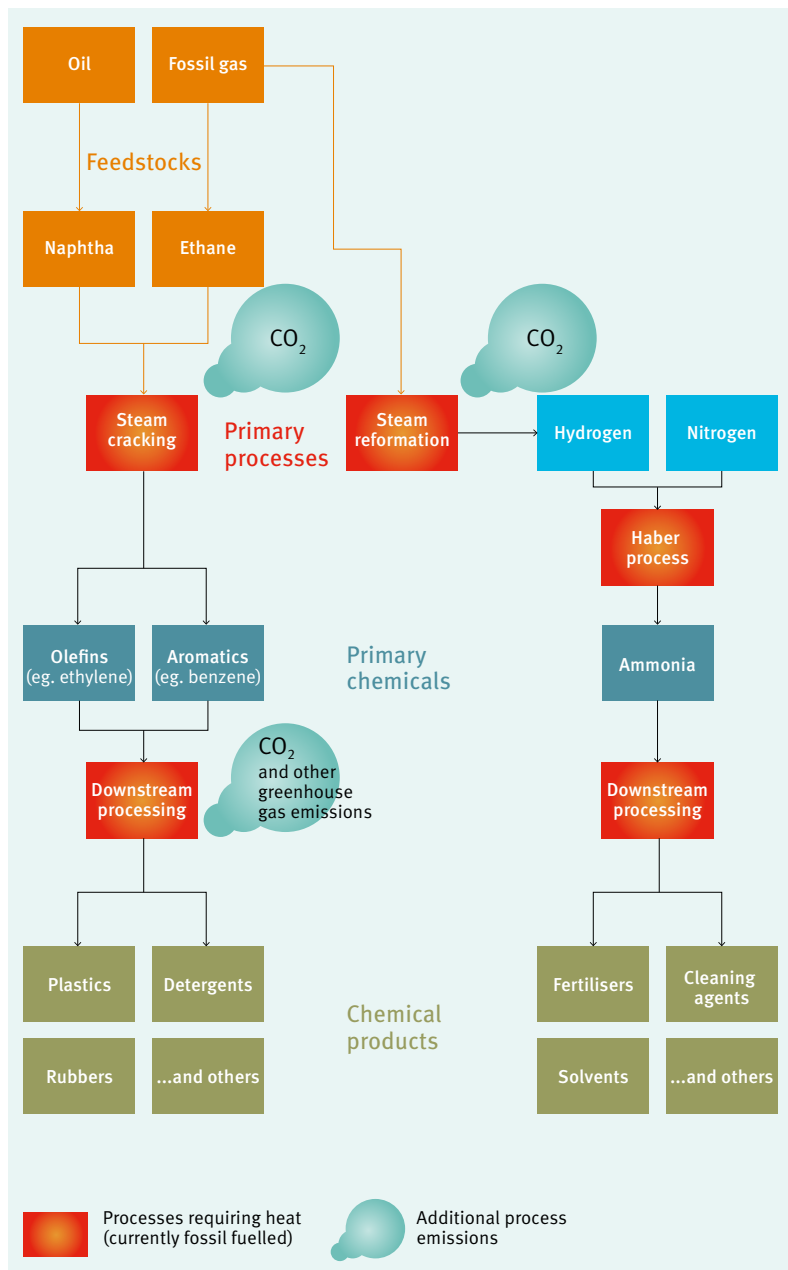 Oil
Fossil gas
Feedstocks
Naphtha
Ethane
CO2
CO2
Steam
cracking
Primary
processes
Steam
reformation
Hydrogen
Nitrogen
Haber
process
Olefins
(eg. ethylene)
Aromatics
(eg. benzene)
Primary
chemicals
Ammonia
Downstream
processing
CO2
and other
greenhouse
gas emissions
Downstream
processing
Plastics
Detergents
Chemical
products
Fertilisers
Cleaning
agents
Rubbers
...and others
Solvents
...and others
Processes requiring heat
(currently fossil fuelled)
Additional process
emissions